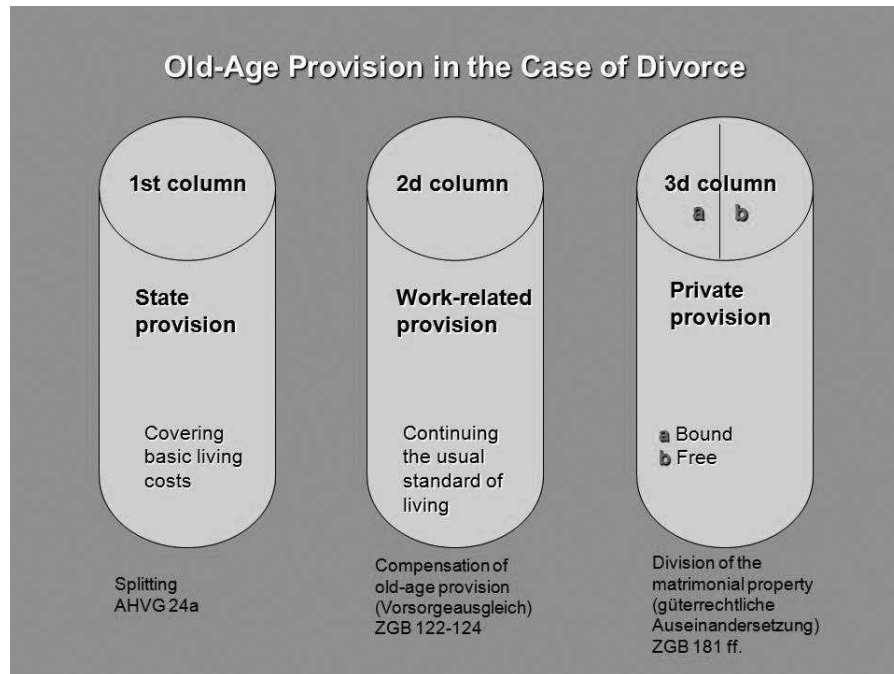 Old-Age Provision in the Case of Divorce
1st column
State
provision
Covering
basic living
costs
Splitting
AHVG 24a
2d column
Work-related
provision
Continuing
the usual
standard of
living
Compensation of
old-age provision
(Vorsorgeausgleich)
ZGB 122-124
3d column
a b
Private
provision
a Bound
b Free
Division of the
matrimonial property
(güterrechtliche
Auseinandersetzung)
ZGB 181 ff.